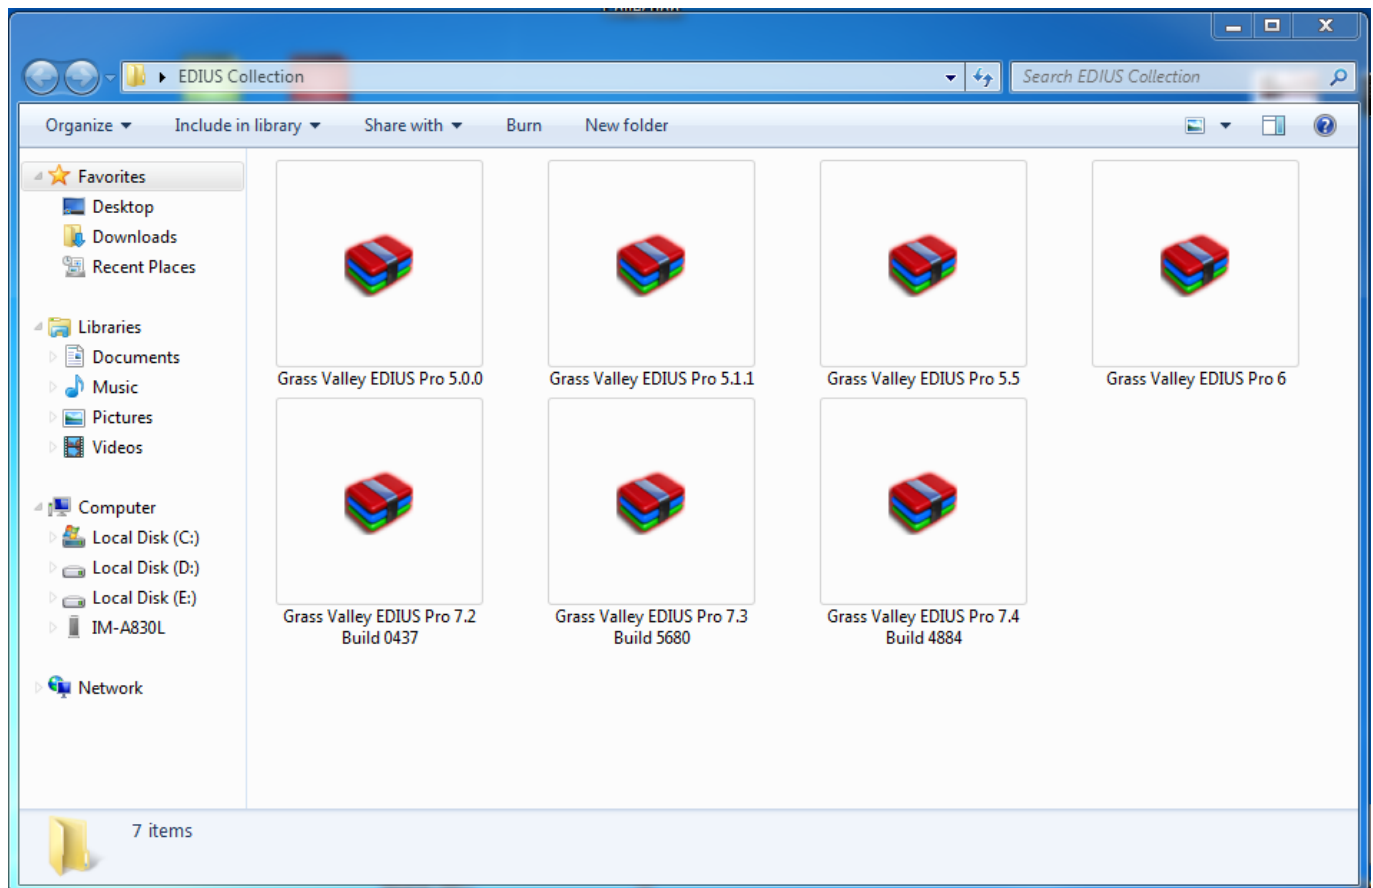 EDIUS Collection
Search EDIUS Collection
Organize Include in library Share with Burn New folder
Favorites
Desktop
Downloads
Recent Places
Libraries
Documents
Music
Pictures
Videos
Computer
Local Disk (C:)
Local Disk (D:)
Local Disk (E:)
IM-A830L
Network
Grass Valley EDIUS Pro 5.0.0
Grass Valley EDIUS Pro 5.1.1
Grass Valley EDIUS Pro 5.5
Grass Valley EDIUS Pro 6
Grass Valley EDIUS Pro 7.2
Build 0437
Grass Valley EDIUS Pro 7.3
Build 5680
Grass Valley EDIUS Pro 7.4
Build 4884
7 items